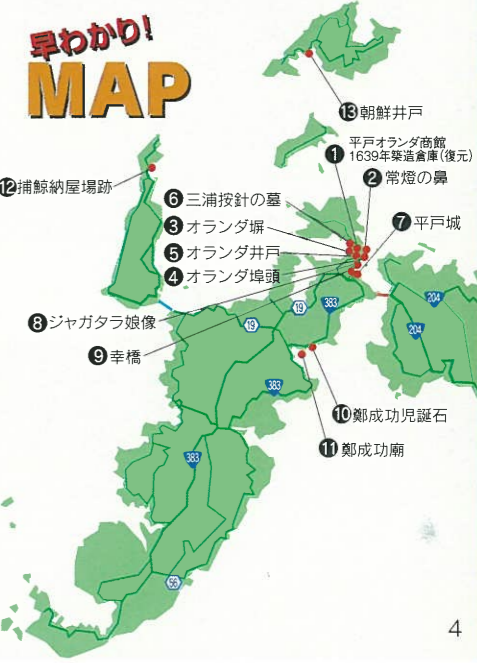 早わかり!
MAP
⓭朝鮮井戸
❶平戸オランダ商館
1639年築造倉庫(復元)
❷常燈の鼻
⓬捕鯨納屋場跡
❻三浦按針の墓
❸オランダ塀
❼平戸城
❺オランダ井戸
❹オランダ埠頭
❽ジャガタラ娘像
❾幸橋
19
19
383
204
204
383
❿鄭成功児誕石
⓫鄭成功廟
383
56
4